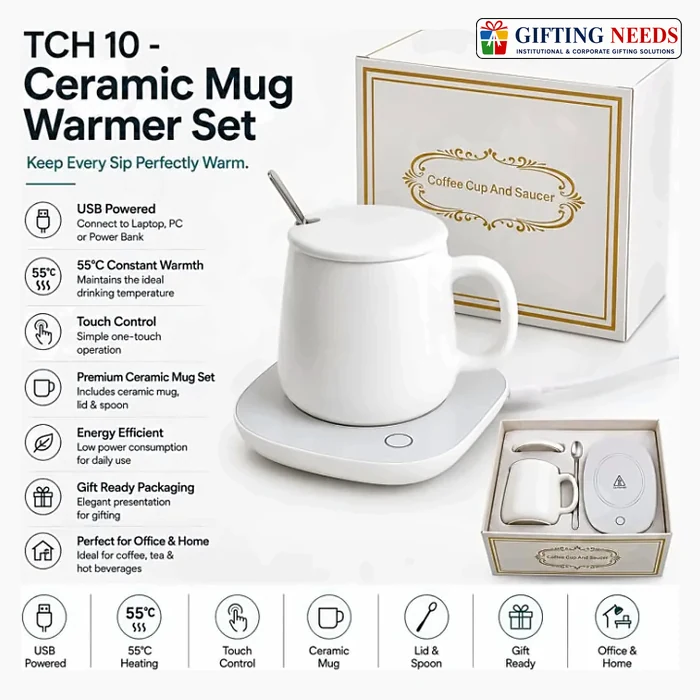 GIFTING NEEDS
INSTITUTIONAL & CORPORATE GIFTING SOLUTIONS
TCH 10 -
Ceramic Mug
Warmer Set
Keep Every Sip Perfectly Warm.
USB Powered
Connect to Laptop, PC
or Power Bank
55°C
55°C Constant Warmth
Maintains the ideal
drinking temperature
Touch Control
Simple one-touch
operation
Premium Ceramic Mug Set
Includes ceramic mug,
lid & spoon
Energy Efficient
Low power consumption
for daily use
Gift Ready Packaging
Elegant presentation
for gifting
Perfect for Office & Home
Ideal for coffee, tea &
hot beverages
Coffee Cup And Saucer
Coffee Cup And Saucer
USB
Powered
55°C
55°C
Heating
Touch
Control
Ceramic
Mug
Lid &
Spoon
Gift
Ready
Office &
Home